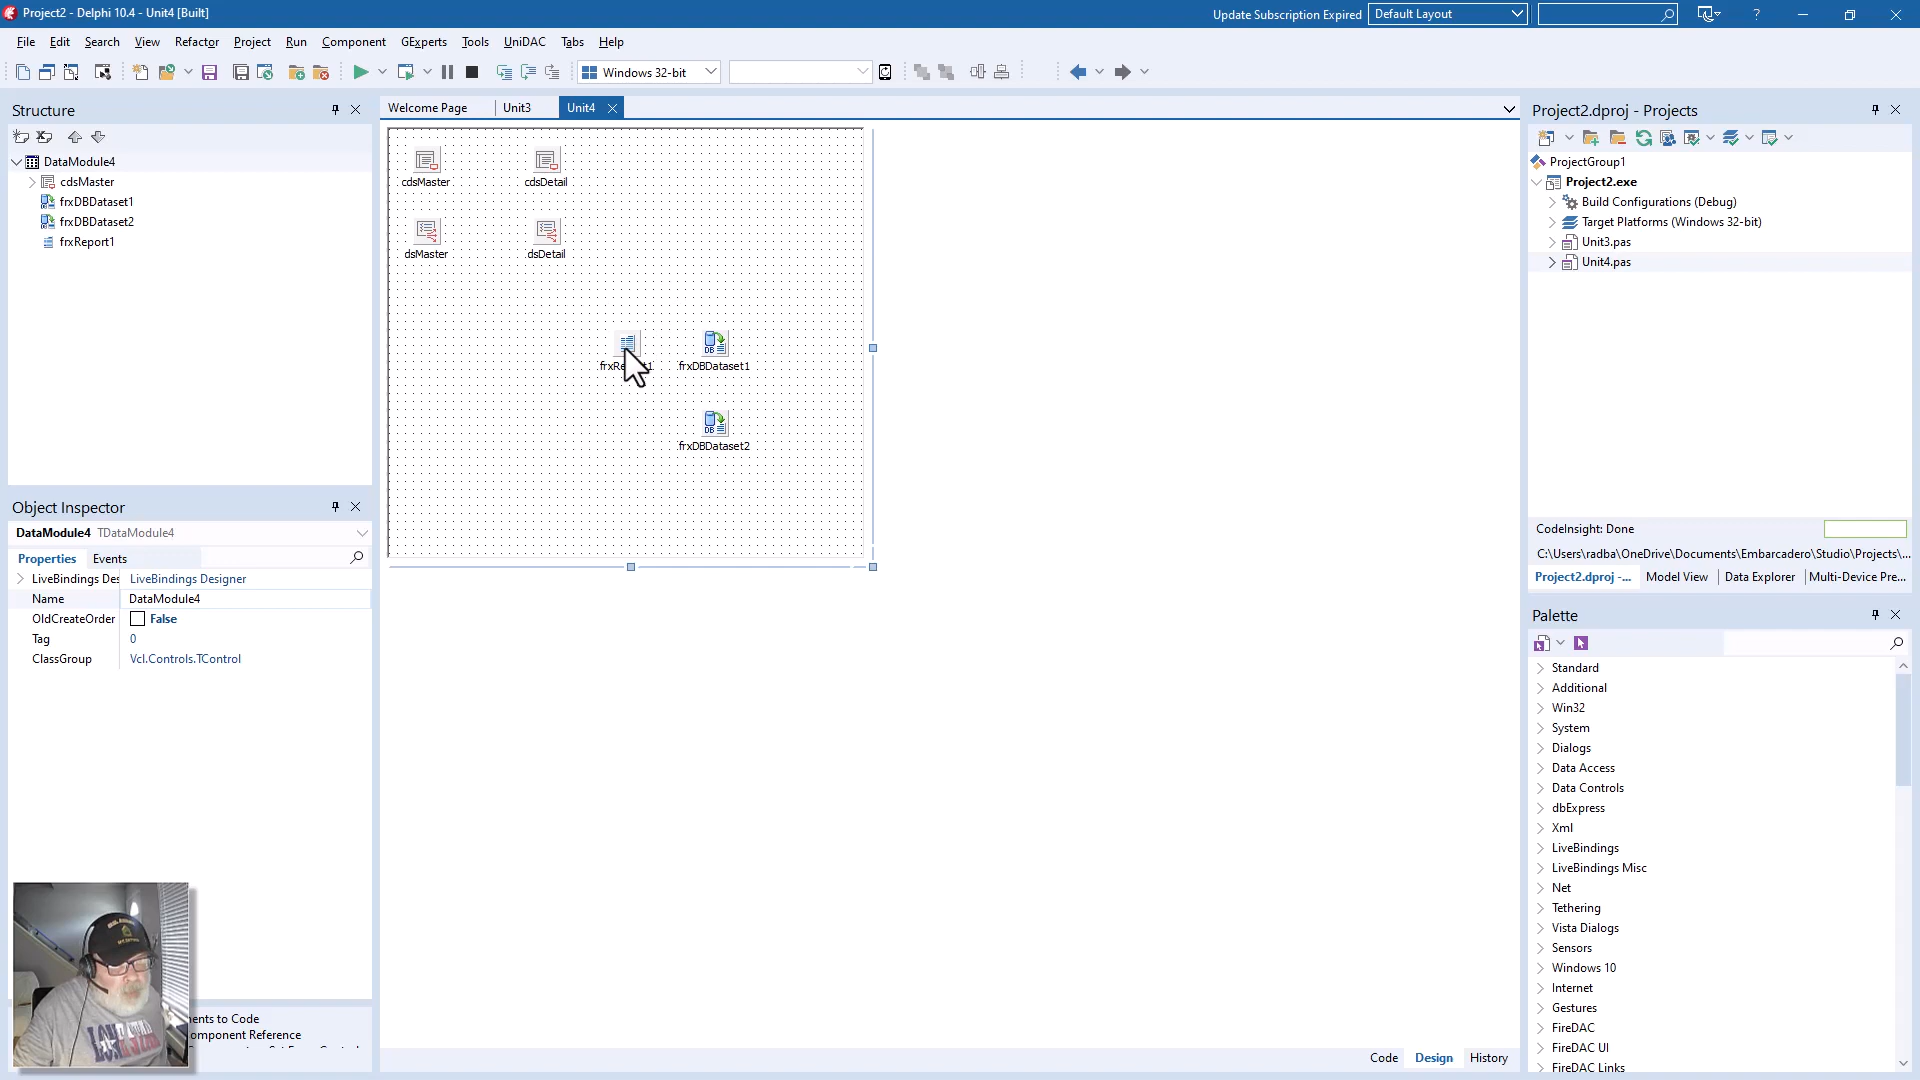 Project2 - Delphi 10.4 - Unit4 [Built]
Update Subscription Expired
Default Layout
File Edit Search View Refactor Project Run Component GExperts Tools UniDAC Tabs Help
Windows 32-bit
Structure
DataModule4
cdsMaster
frxDBDataset1
frxDBDataset2
frxReport1
Object Inspector
DataModule4 TDataModule4
Properties Events
LiveBindings Des LiveBindings Designer
Name DataModule4
OldCreateOrder False
Tag 0
ClassGroup Vcl.Controls.TControl
ents to Code
omponent Reference
Welcome Page Unit3 Unit4
cdsMaster cdsDetail
dsMaster dsDetail
frxDBDataset1
DB
frxDBDataset2
DB
Code Design History
Project2.dproj - Projects
ProjectGroup1
Project2.exe
Build Configurations (Debug)
Target Platforms (Windows 32-bit)
Unit3.pas
Unit4.pas
CodeInsight: Done
C:\Users\radba\OneDrive\Documents\Embarcadero\Studio\Projects\...
Project2.dproj -... Model View Data Explorer Multi-Device Pre...
Palette
Standard
Additional
Win32
System
Dialogs
Data Access
Data Controls
dbExpress
Xml
LiveBindings
LiveBindings Misc
Net
Tethering
Vista Dialogs
Sensors
Windows 10
Internet
Gestures
FireDAC
FireDAC UI
FireDAC Links